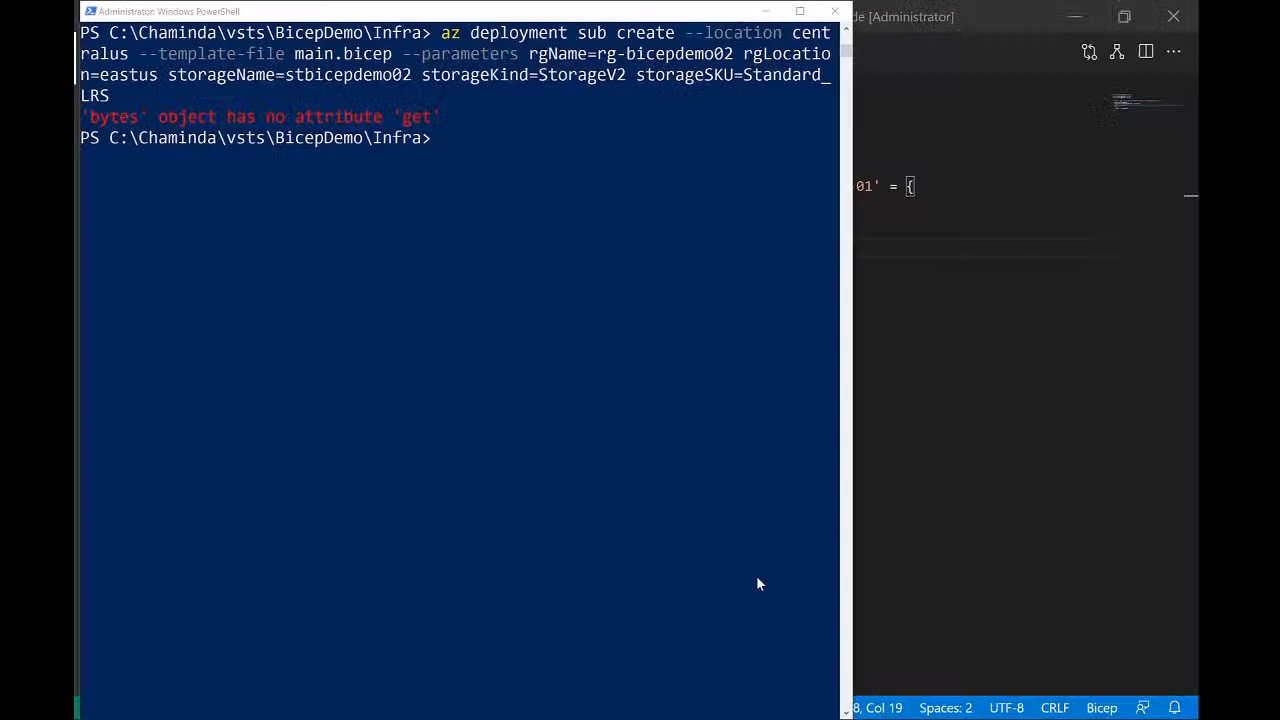 Administrator: Windows PowerShell
de [Administrator]
PS C:\Chaminda\vsts\BicepDemo\Infra> az deployment sub create --location cent
ralus --template-file main.bicep --parameters rgName=rg-bicepdemo02 rgLocatio
n=eastus storageName=stbicepdemo02 storageKind=StorageV2 storageSKU=Standard_
LRS
'bytes' object has no attribute 'get'
PS C:\Chaminda\vsts\BicepDemo\Infra>
01' = {
8, Col 19 Spaces: 2 UTF-8 CRLF Bicep